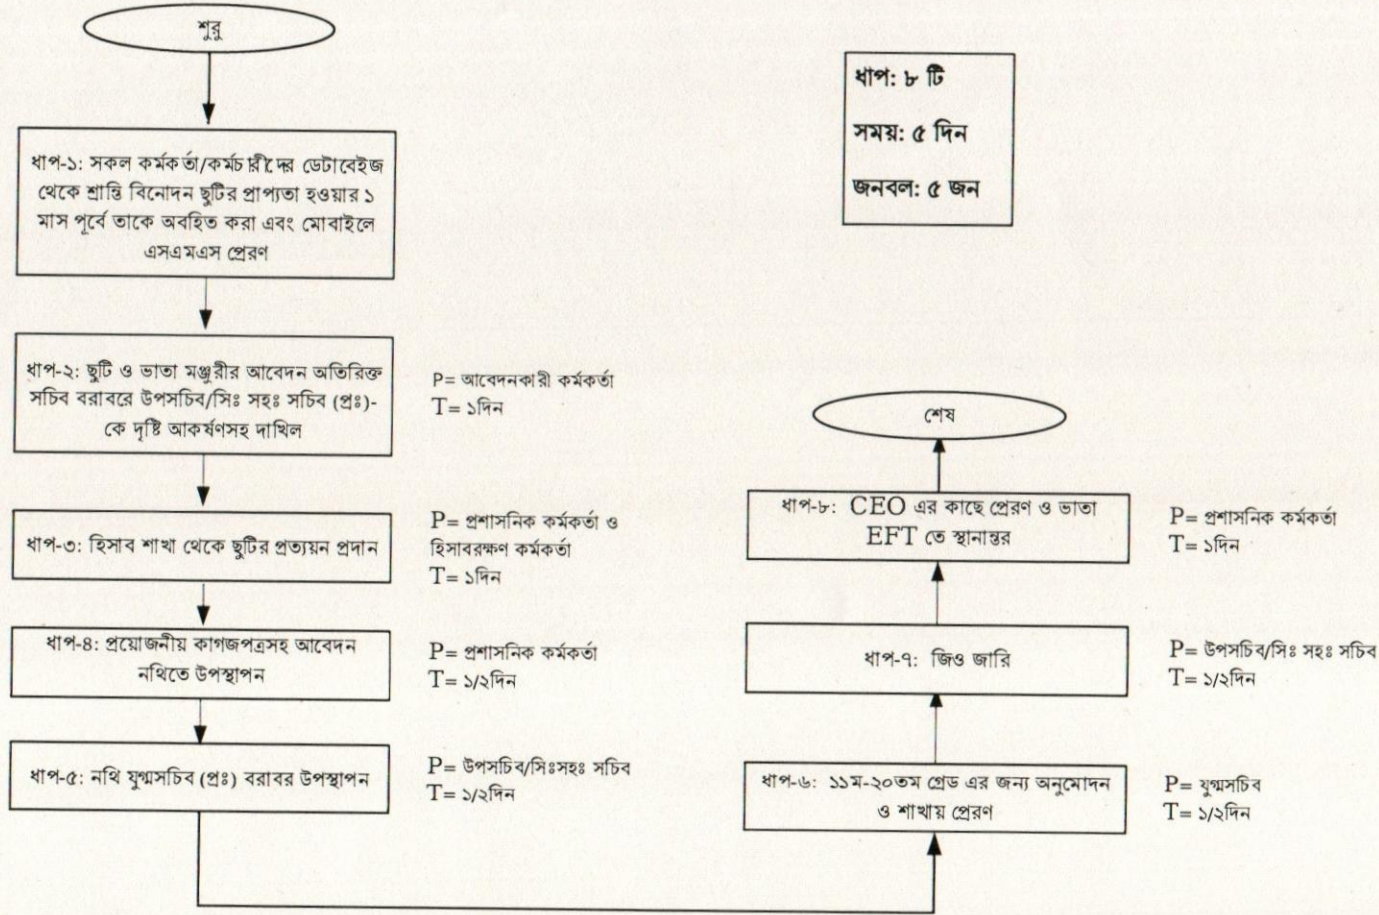 শুরু
ধাপ-১: সকল কর্মকর্তা/কর্মচারীদের ডেটাবেইজ
থেকে শ্রান্তি বিনোদন ছুটির প্রাপ্যতা হওয়ার ১
মাস পূর্বে তাকে অবহিত করা এবং মোবাইলে
এসএমএস প্রেরণ
ধাপ-২: ছুটি ও ভাতা মঞ্জুরীর আবেদন অতিরিক্ত
সচিব বরাবরে উপসচিব/সিঃ সহঃ সচিব (প্রঃ)-
কে দৃষ্টি আকর্ষণসহ দাখিল
P= আবেদনকারী কর্মকর্তা
T= ১দিন
ধাপ-৩: হিসাব শাখা থেকে ছুটির প্রত্যয়ন প্রদান
P= প্রশাসনিক কর্মকর্তা ও
হিসাবরক্ষণ কর্মকর্তা
T= ১দিন
ধাপ-৪: প্রয়োজনীয় কাগজপত্রসহ আবেদন
নথিতে উপস্থাপন
P= প্রশাসনিক কর্মকর্তা
T= ১/২দিন
ধাপ-৫: নথি যুগ্মসচিব (প্রঃ) বরাবর উপস্থাপন
P= উপসচিব/সিঃসহঃ সচিব
T= ১/২দিন
ধাপ: ৮ টি
সময়: ৫ দিন
জনবল: ৫ জন
শেষ
ধাপ-৮: CEO এর কাছে প্রেরণ ও ভাতা
EFT তে স্থানান্তর
P= প্রশাসনিক কর্মকর্তা
T= ১দিন
ধাপ-৭: জিও জারি
P= উপসচিব/সিঃ সহঃ সচিব
T= ১/২দিন
ধাপ-৬: ১১ম-২০তম গ্রেড এর জন্য অনুমোদন
ও শাখায় প্রেরণ
P= যুগ্মসচিব
T= ১/২দিন